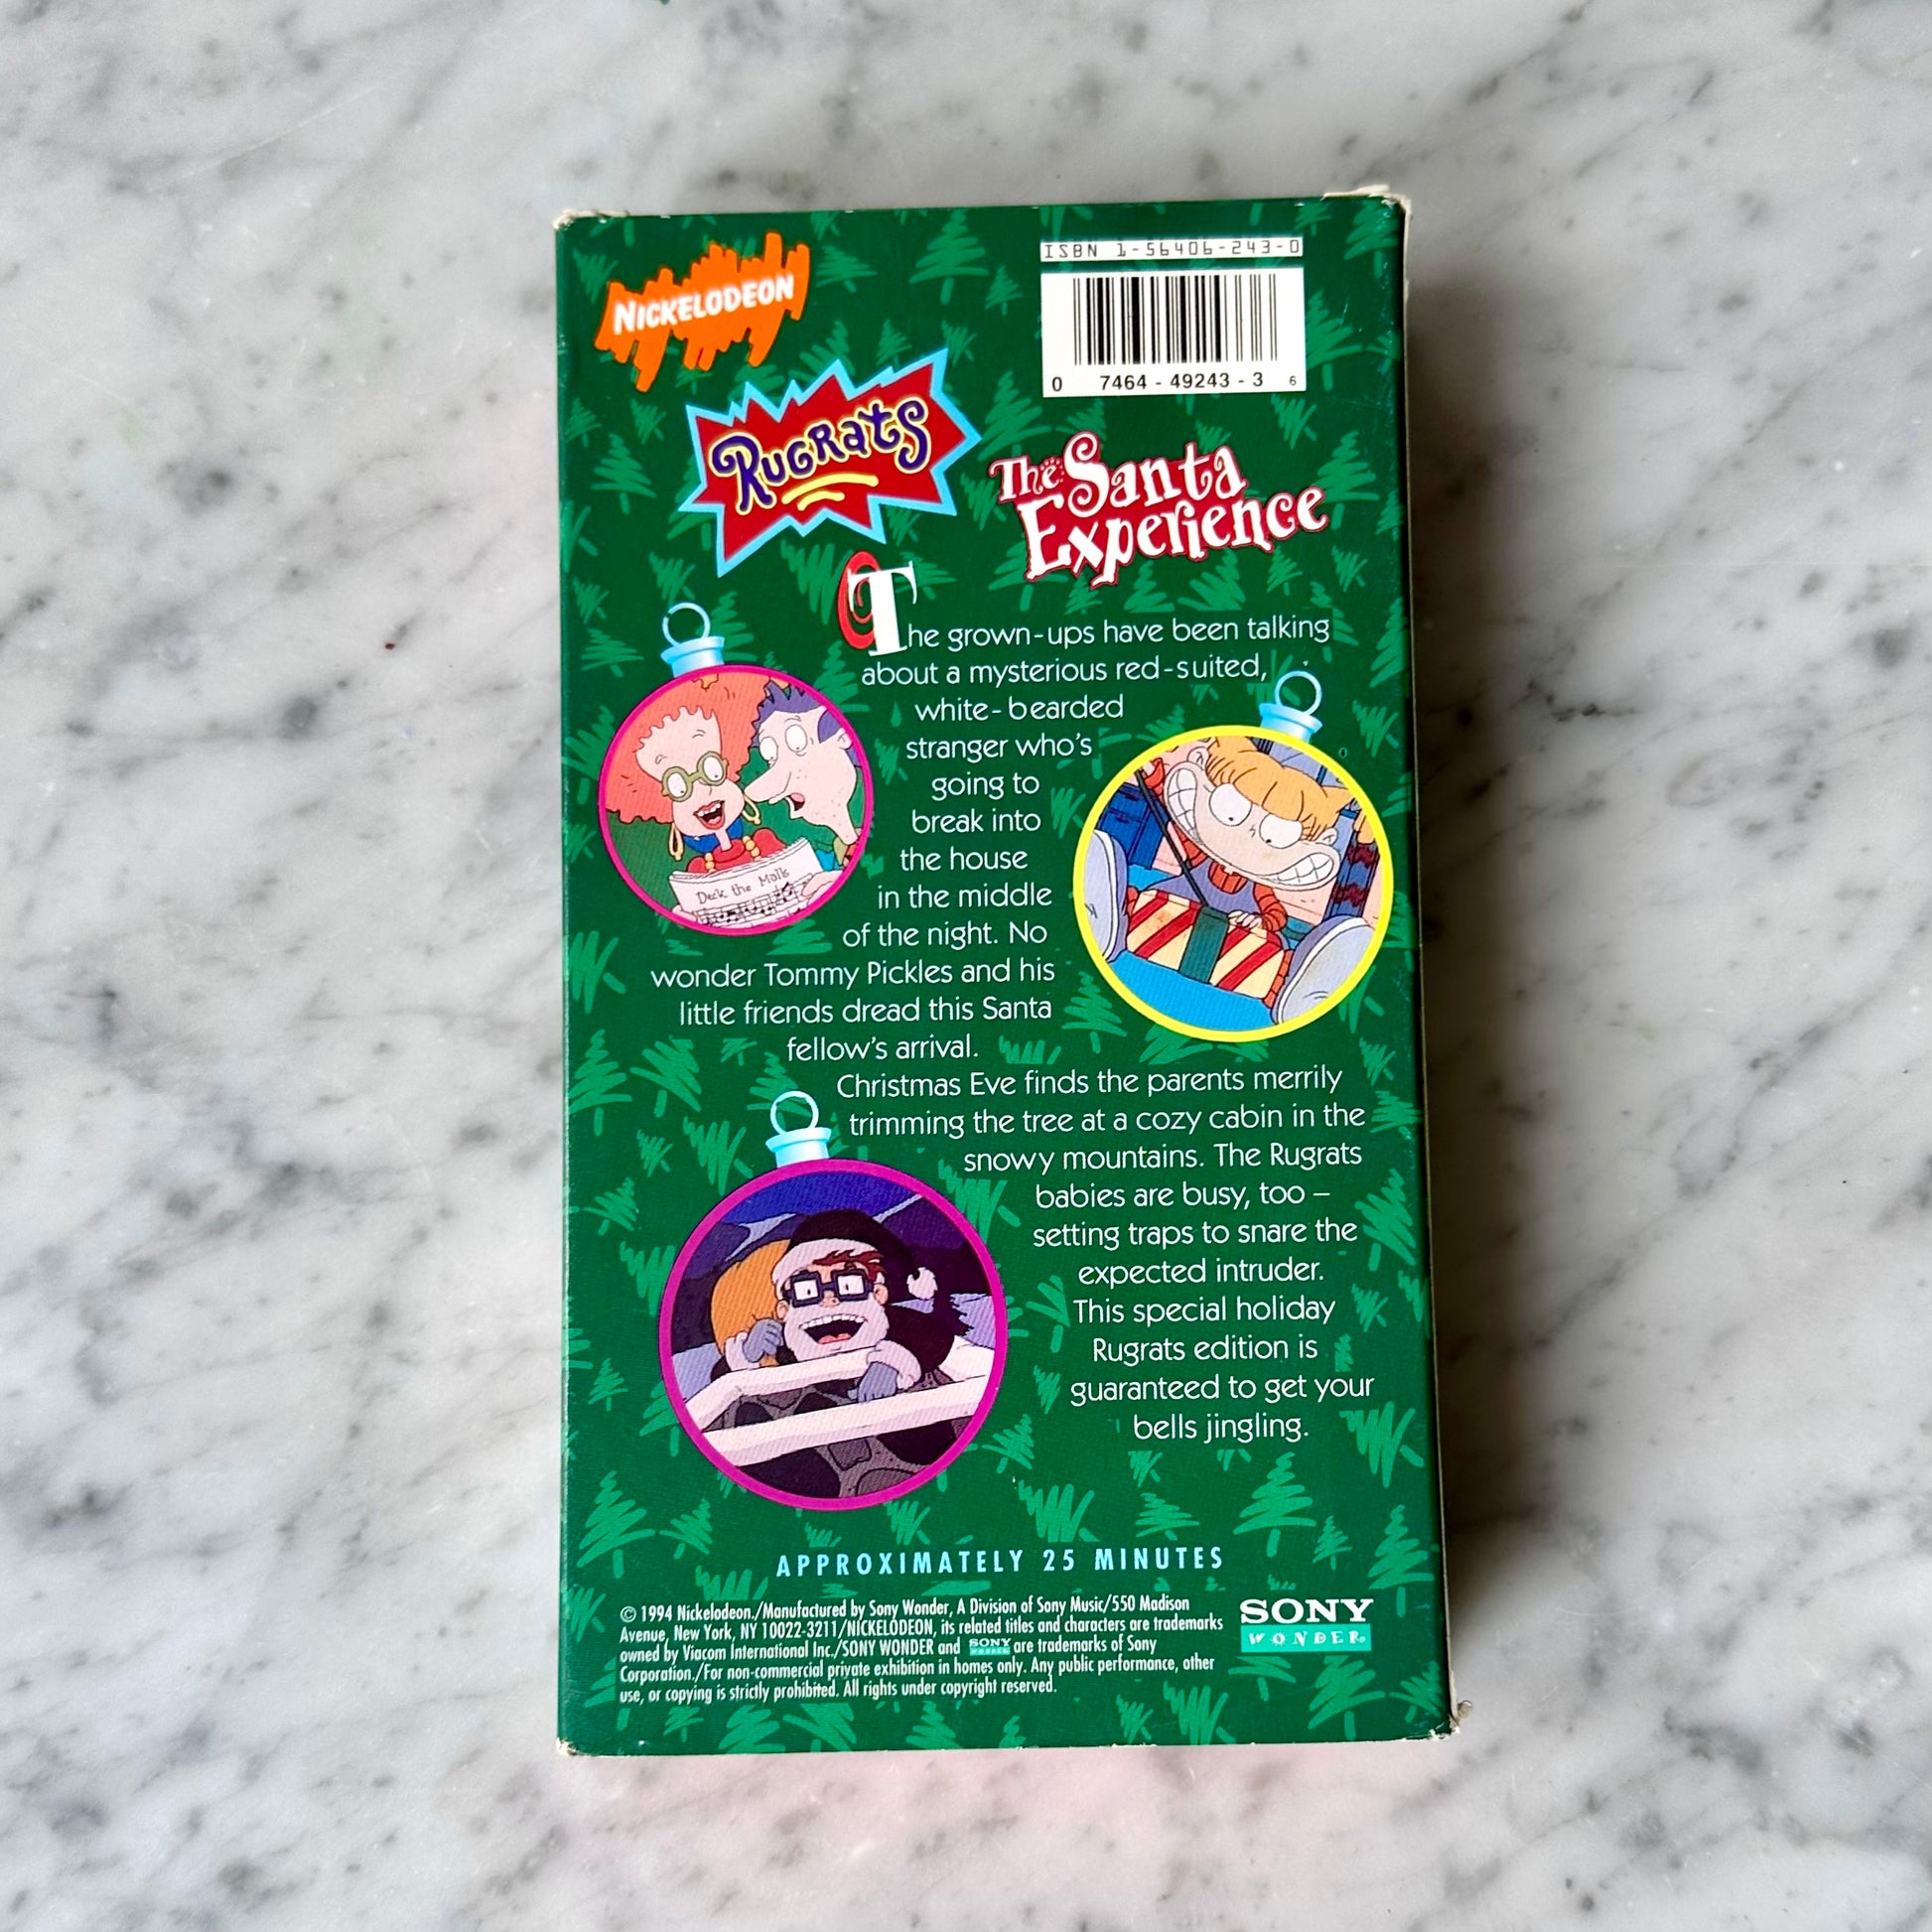 NICKELODEON
ISBN 1-56406-243-0
0 7464-49243-3 6
RUGRATS
The Santa
Experience
The grown-ups have been talking
about a mysterious red-suited,
white-bearded
stranger who's
going to
break into
the house
in the middle
of the night. No
wonder Tommy Pickles and his
little friends dread this Santa
fellow's arrival.
Deck the Halls
Christmas Eve finds the parents merrily
trimming the tree at a cozy cabin in the
snowy mountains. The Rugrats
babies are busy, too –
setting traps to snare the
expected intruder.
This special holiday
Rugrats edition is
guaranteed to get your
bells jingling.
APPROXIMATELY 25 MINUTES
© 1994 Nickelodeon./Manufactured by Sony Wonder, A Division of Sony Music/550 Madison
Avenue, New York, NY 10022-3211/NICKELODEON, its related titles and characters are trademarks
owned by Viacom International Inc./SONY WONDER and SONY WONDER are trademarks of Sony
Corporation./For non-commercial private exhibition in homes only. Any public performance, other
use, or copying is strictly prohibited. All rights under copyright reserved.
SONY
WONDER®